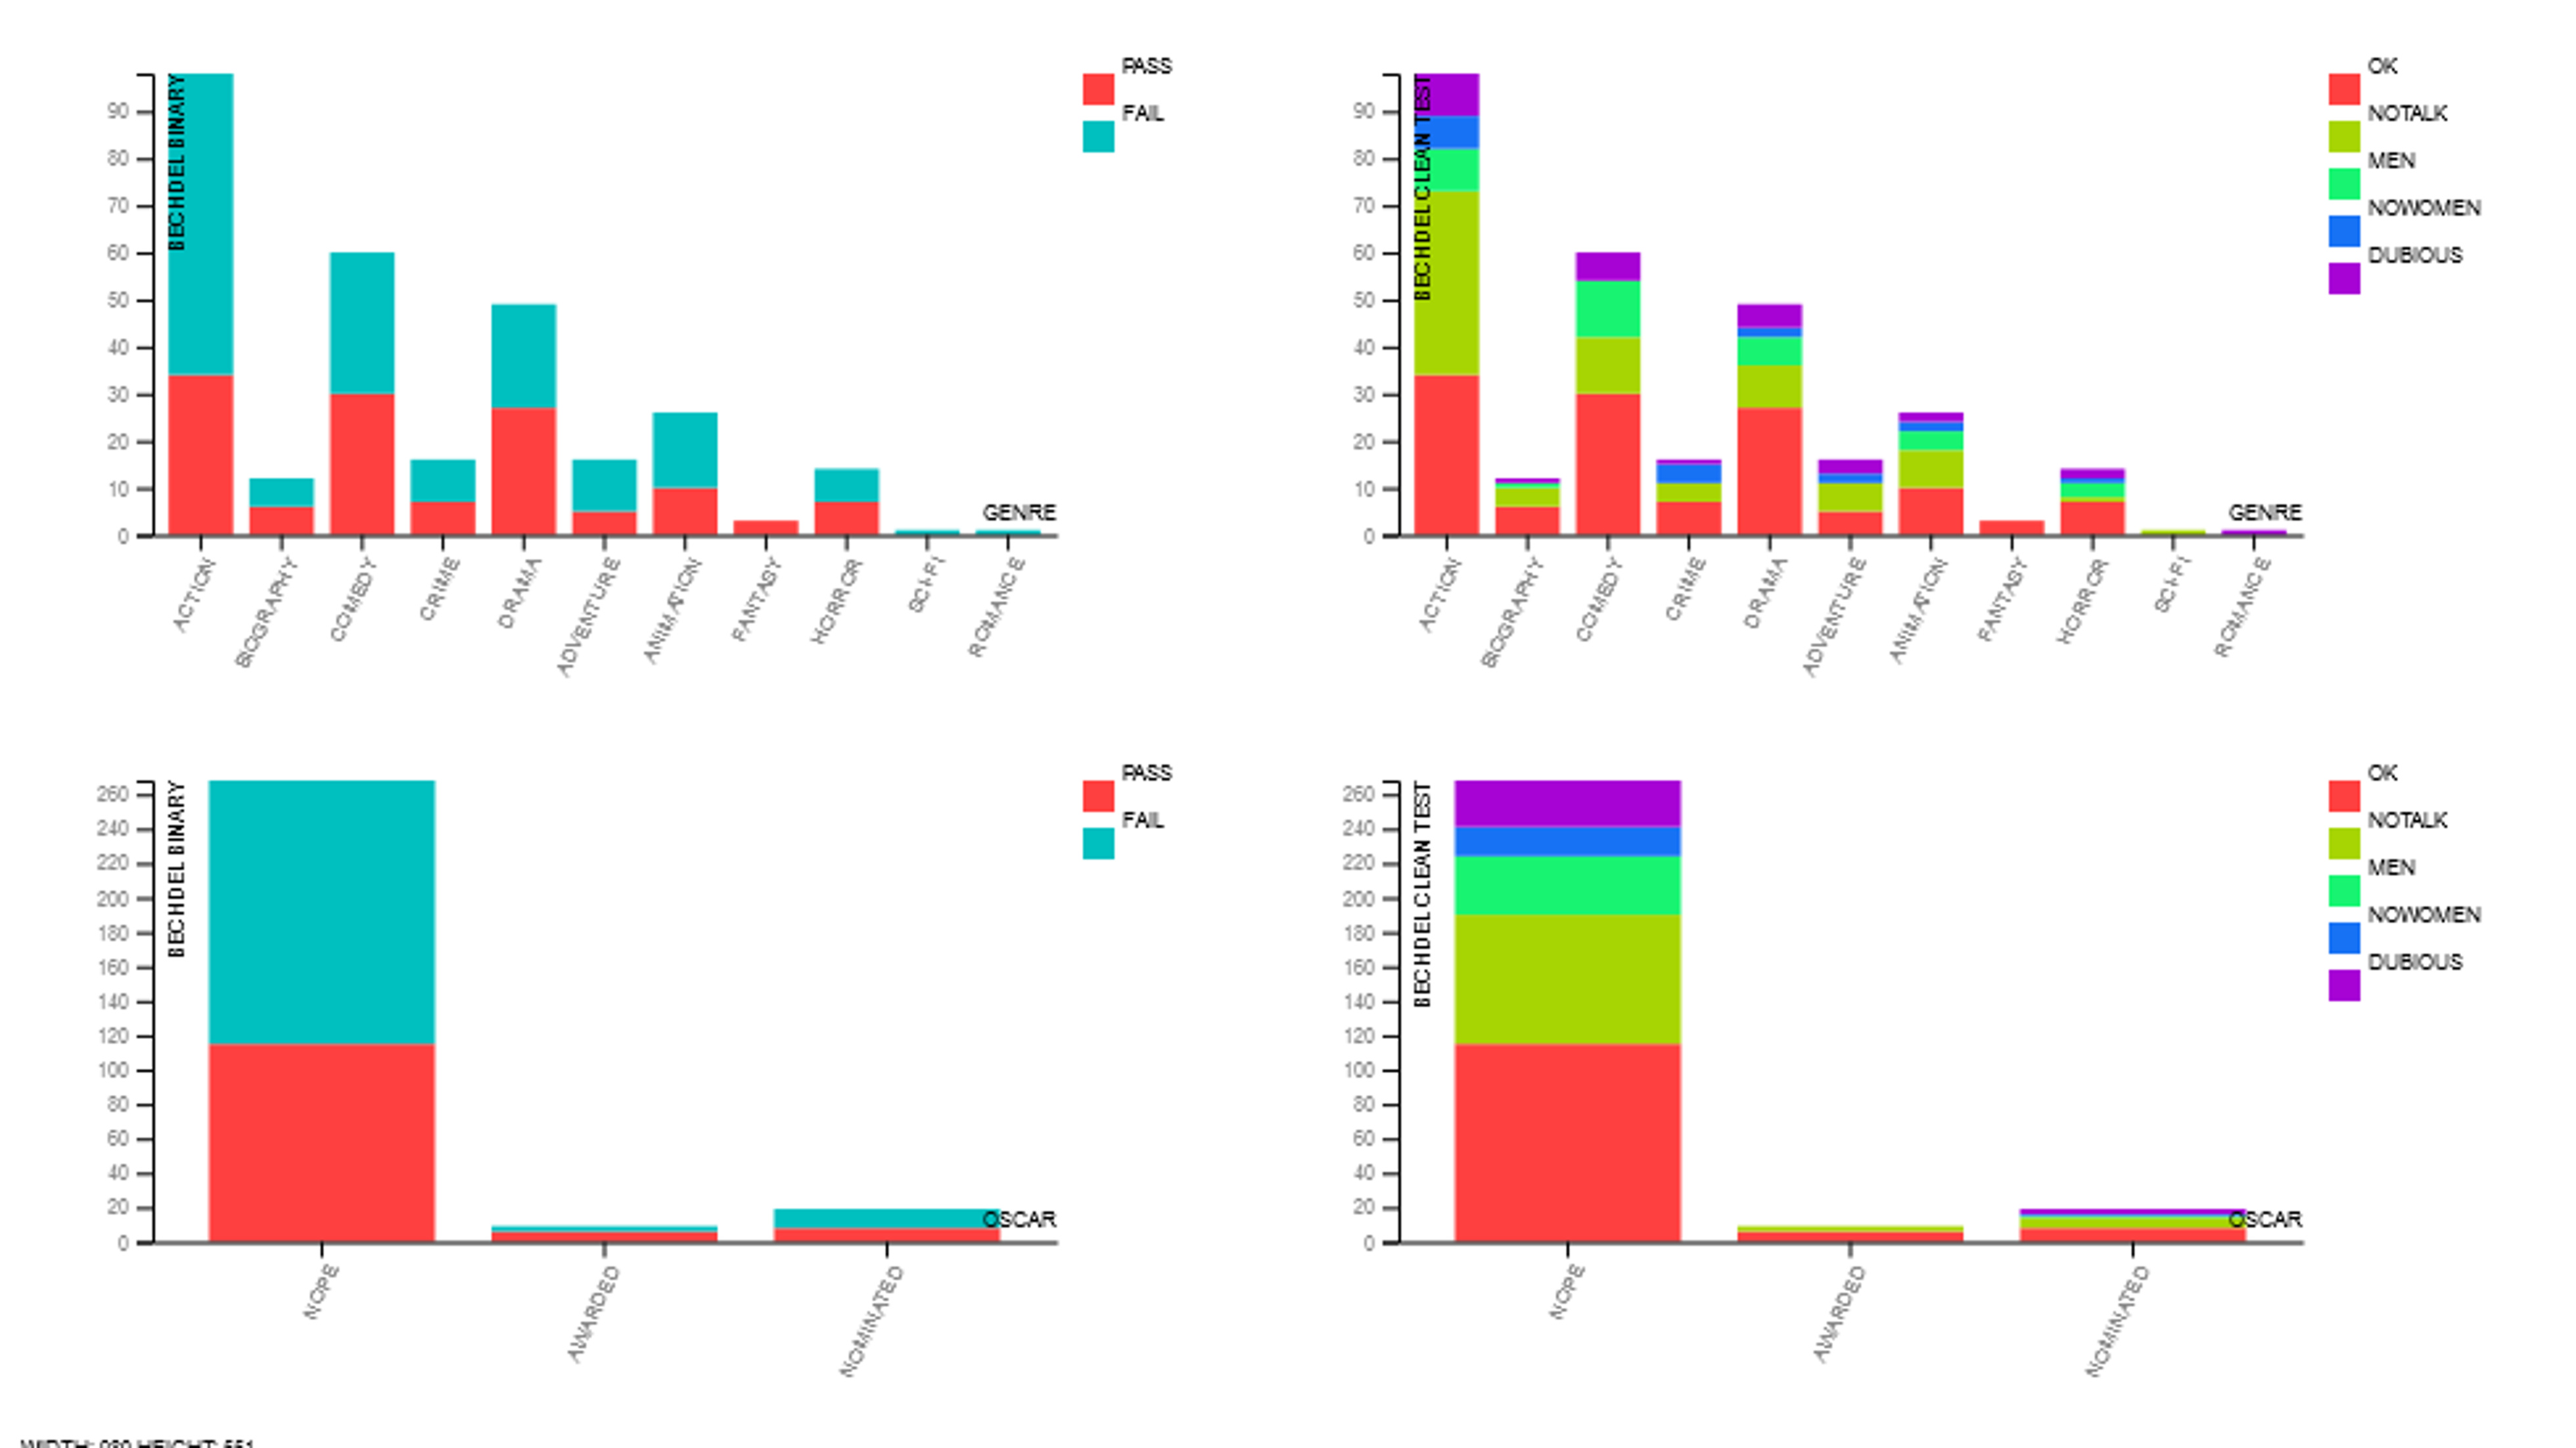 BECHDEL BINARY
90
80
70
60
50
40
30
20
10
0
GENRE
ACTION
BIOGRAPHY
COMEDY
CRIME
DRAMA
ADVENTURE
ANIMATION
FANTASY
HORROR
SCI-FI
ROMANCE
PASS
FAIL
BECHDEL CLEAN TEST
90
80
70
60
50
40
30
20
10
0
GENRE
ACTION
BIOGRAPHY
COMEDY
CRIME
DRAMA
ADVENTURE
ANIMATION
FANTASY
HORROR
SCI-FI
ROMANCE
OK
NOTALK
MEN
NOWOMEN
DUBIOUS
BECHDEL BINARY
260
240
220
200
180
160
140
120
100
80
60
40
20
0
OSCAR
NOPE
AWARDED
NOMINATED
PASS
FAIL
BECHDEL CLEAN TEST
260
240
220
200
180
160
140
120
100
80
60
40
20
0
OSCAR
NOPE
AWARDED
NOMINATED
OK
NOTALK
MEN
NOWOMEN
DUBIOUS
WIDTH: HEIGHT: